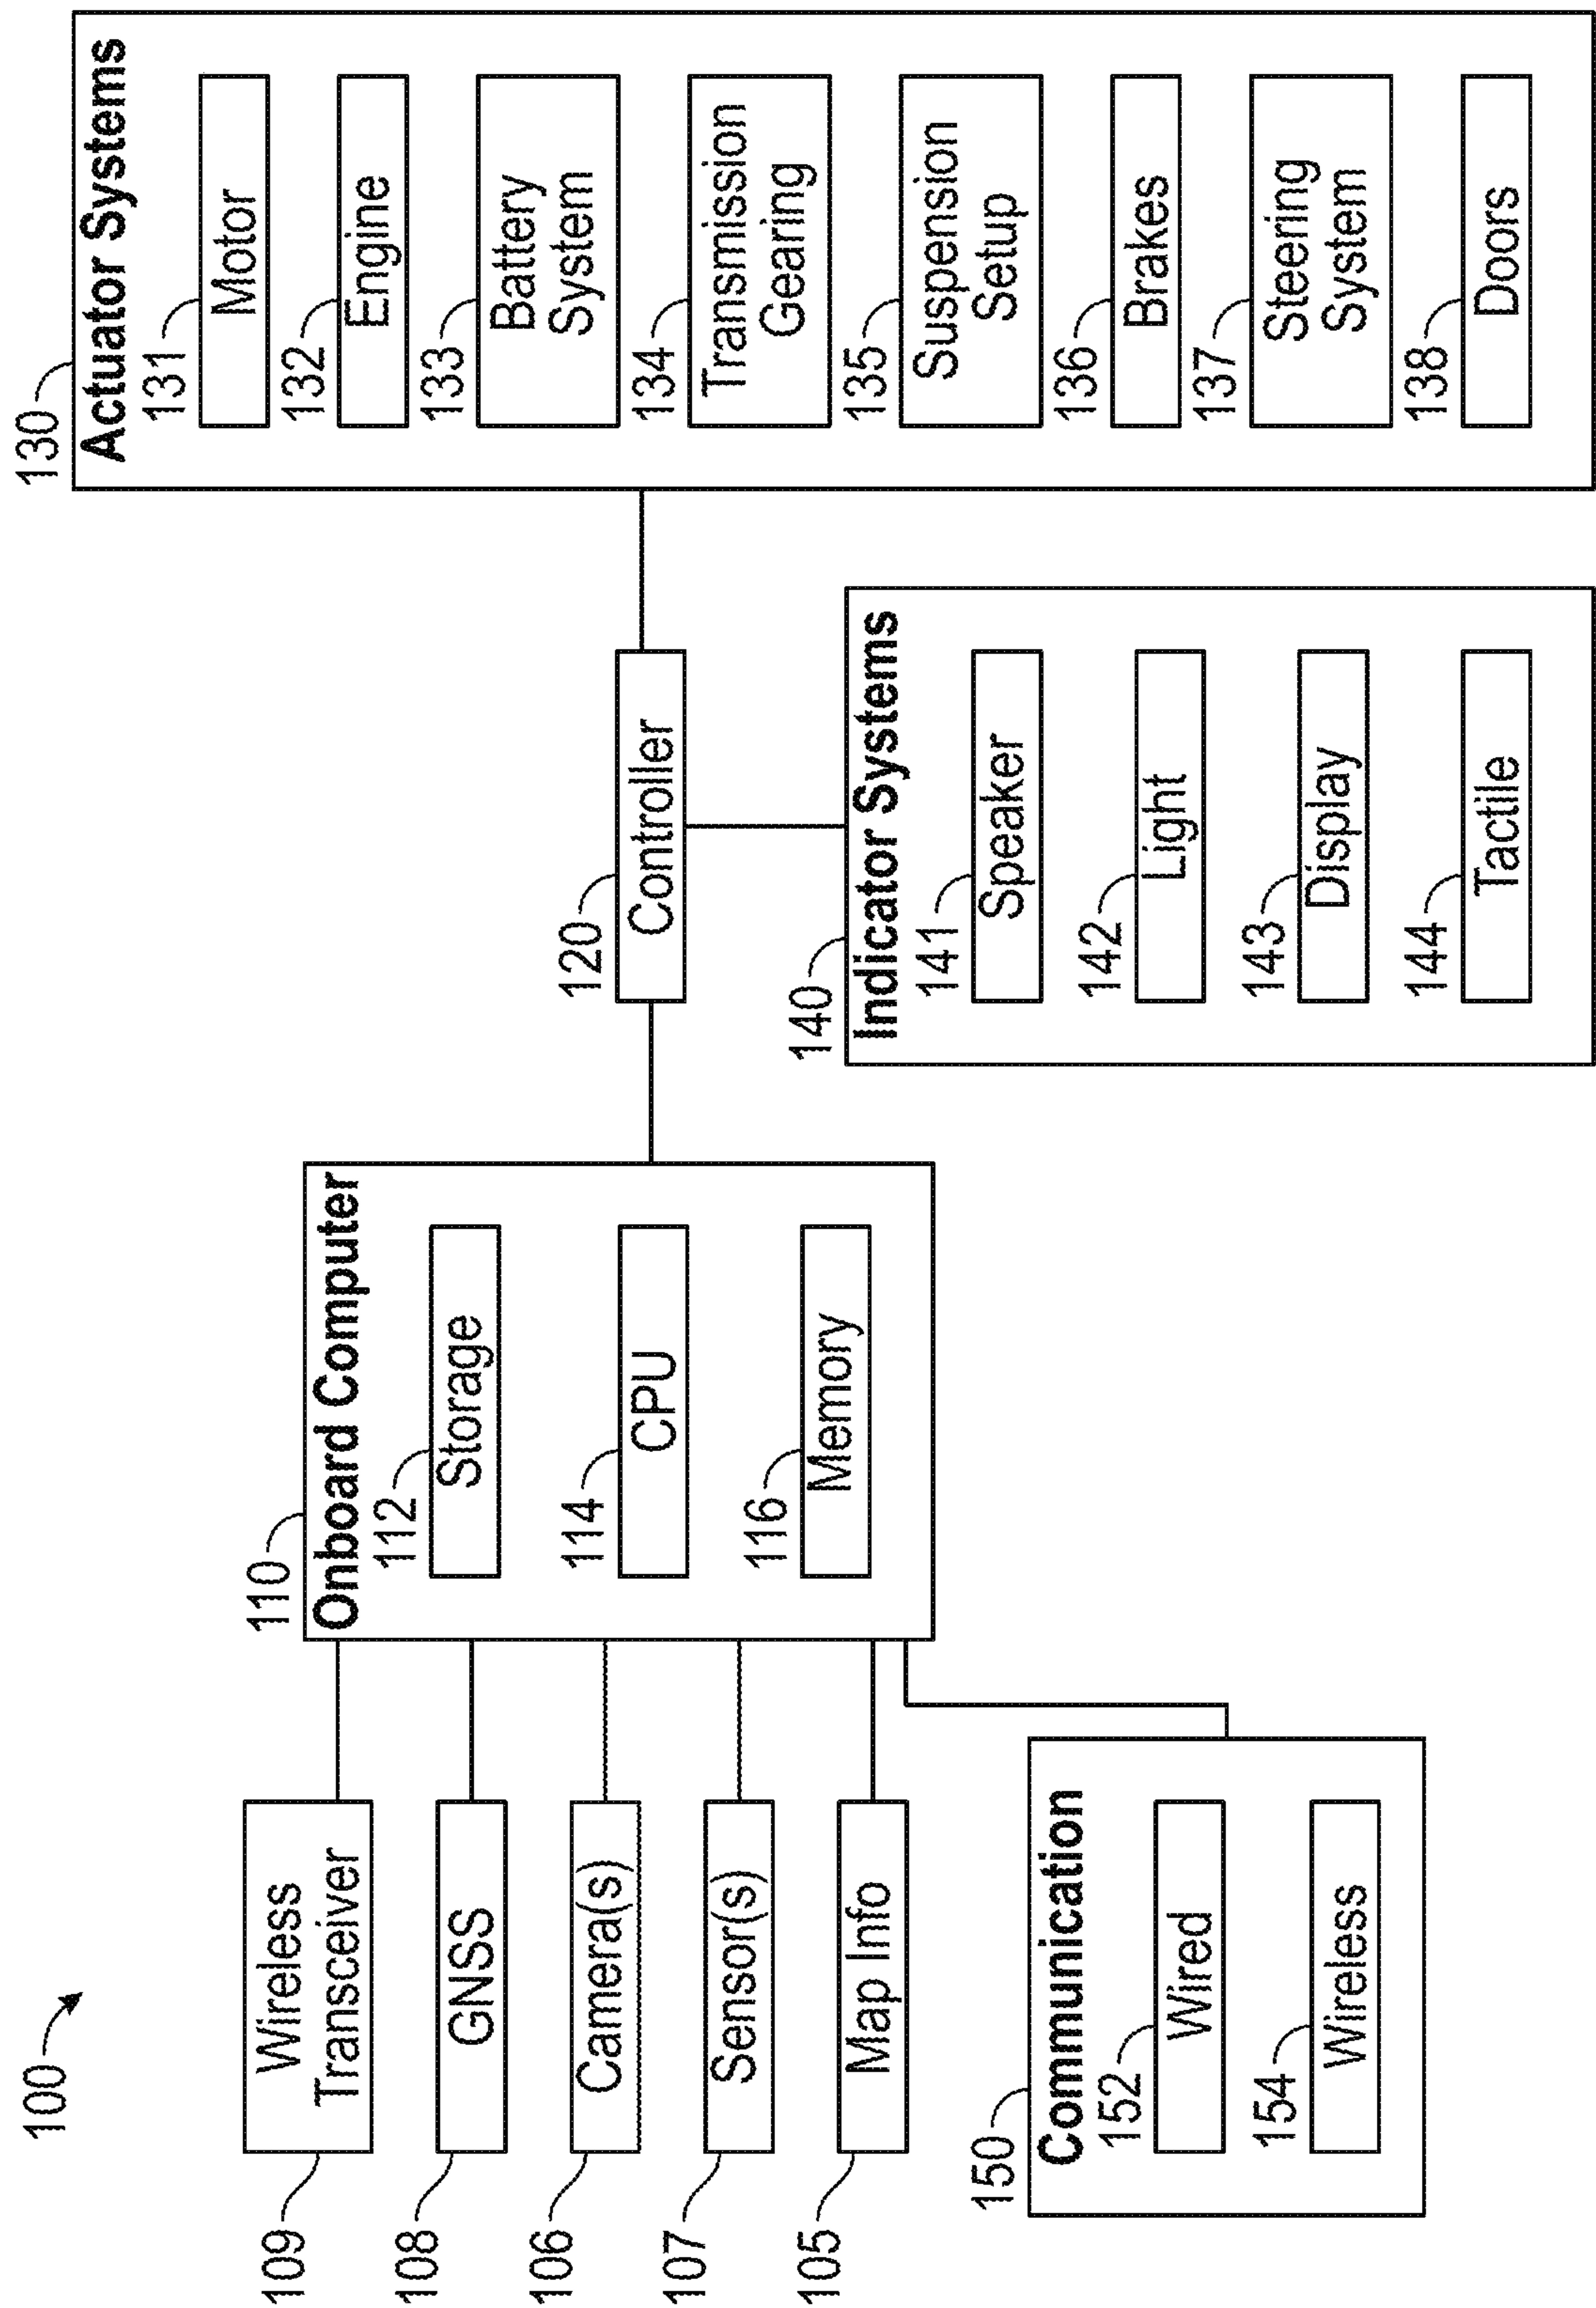 100
109
Wireless
Transceiver
108
GNSS
106
Camera(s)
107
Sensor(s)
105
Map Info
150
Communication
152
Wired
154
Wireless
110
Onboard Computer
112
Storage
114
CPU
116
Memory
120
Controller
140
Indicator Systems
141
Speaker
142
Light
143
Display
144
Tactile
130
Actuator Systems
131
Motor
132
Engine
133
Battery
System
134
Transmission
Gearing
135
Suspension
Setup
136
Brakes
137
Steering
System
138
Doors